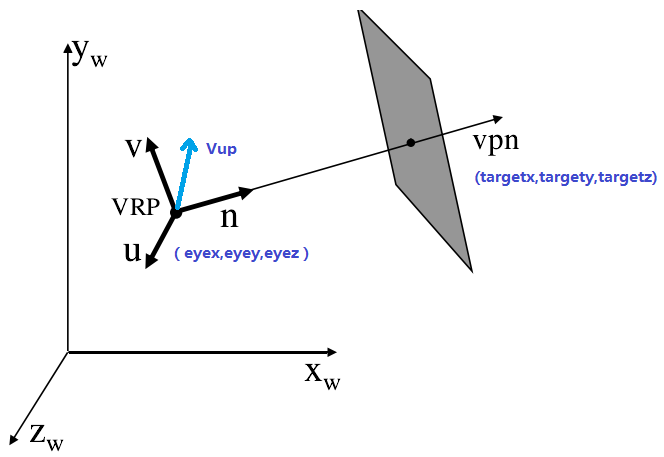 yw
v
Vup
vpn
(targetx,targety,targetz)
VRP
n
u
( eyex,eyey,eyez )
xw
zw